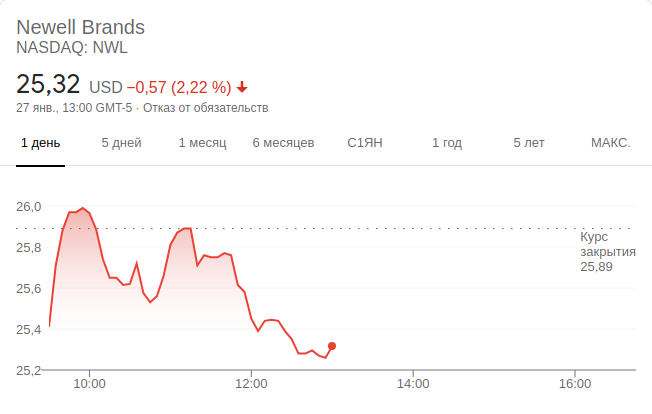 Newell Brands
NASDAQ: NWL
25,32 USD −0,57 (2,22 %)
27 янв., 13:00 GMT-5 · Отказ от обязательств
1 день 5 дней 1 месяц 6 месяцев С1ЯН 1 год 5 лет МАКС.
26,0
25,8
25,6
25,4
25,2
Курс
закрытия
25,89
10:00 12:00 14:00 16:00